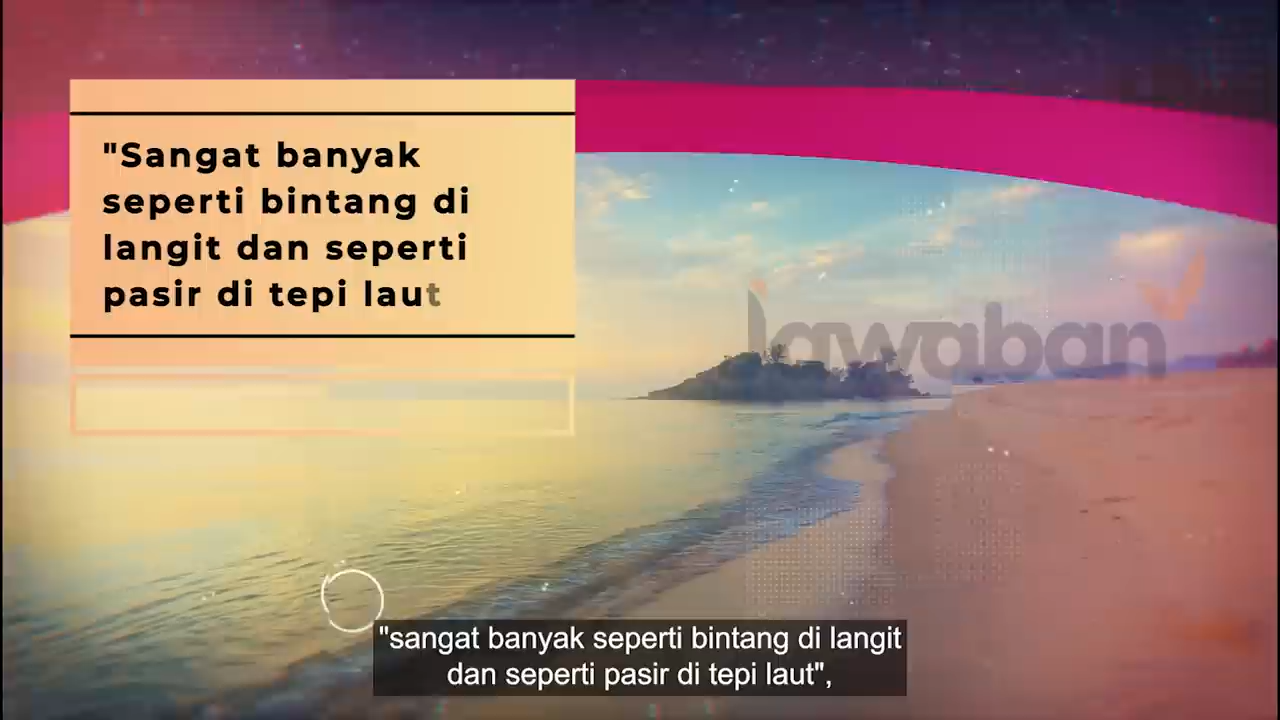 "Sangat banyak
seperti bintang di
langit dan seperti
pasir di tepi laut
jawaban
"sangat banyak seperti bintang di langit
dan seperti pasir di tepi laut",